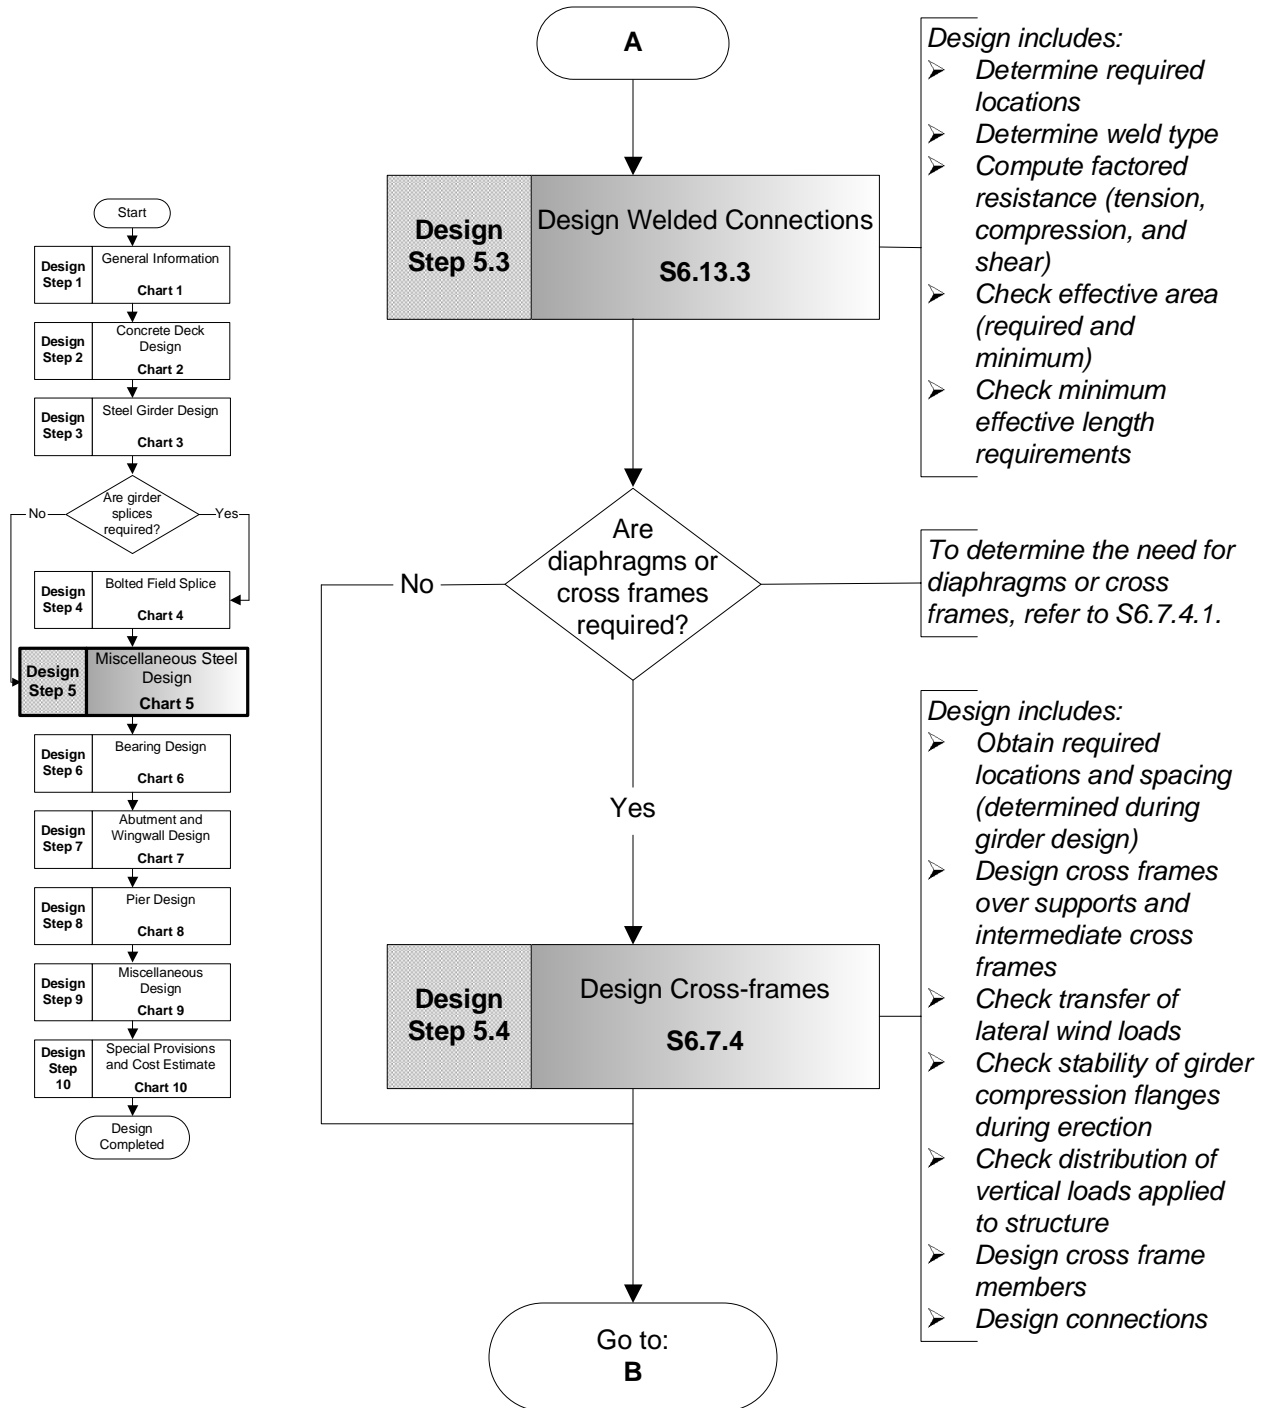 Start
Design
Step 1
General Information
Chart 1
Design
Step 2
Concrete Deck
Design
Chart 2
Design
Step 3
Steel Girder Design
Chart 3
Are girder
splices
required?
No
Yes
Design
Step 4
Bolted Field Splice
Chart 4
Design
Step 5
Miscellaneous Steel
Design
Chart 5
Design
Step 6
Bearing Design
Chart 6
Design
Step 7
Abutment and
Wingwall Design
Chart 7
Design
Step 8
Pier Design
Chart 8
Design
Step 9
Miscellaneous
Design
Chart 9
Design
Step
10
Special Provisions
and Cost Estimate
Chart 10
Design
Completed
A
Design
Step 5.3
Design Welded Connections
S6.13.3
Design includes:
➢ Determine required
locations
➢ Determine weld type
➢ Compute factored
resistance (tension,
compression, and
shear)
➢ Check effective area
(required and
minimum)
➢ Check minimum
effective length
requirements
Are
diaphragms or
cross frames
required?
No
Yes
To determine the need for
diaphragms or cross
frames, refer to S6.7.4.1.
Design
Step 5.4
Design Cross-frames
S6.7.4
Design includes:
➢ Obtain required
locations and spacing
(determined during
girder design)
➢ Design cross frames
over supports and
intermediate cross
frames
➢ Check transfer of
lateral wind loads
➢ Check stability of girder
compression flanges
during erection
➢ Check distribution of
vertical loads applied
to structure
➢ Design cross frame
members
➢ Design connections
Go to:
B